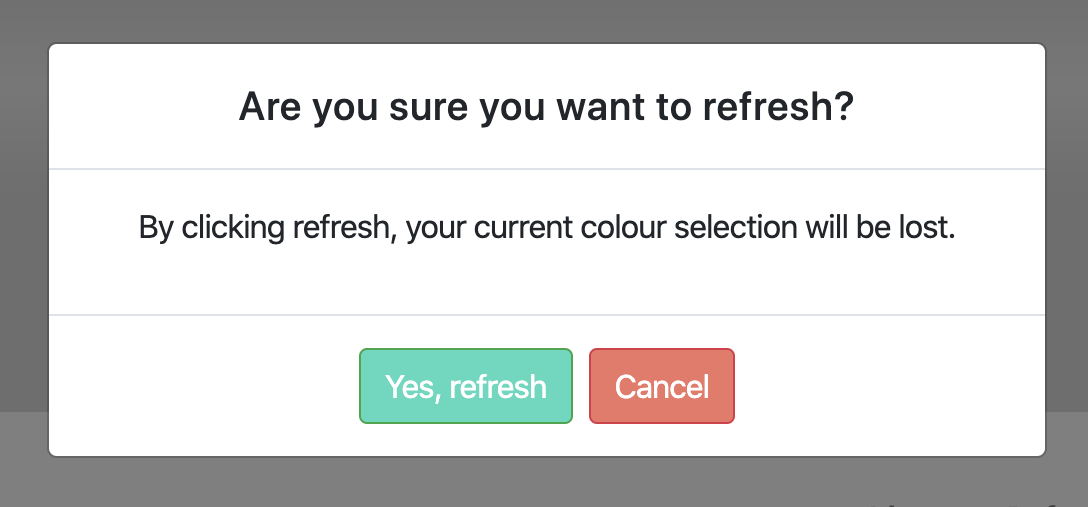 Are you sure you want to refresh?
By clicking refresh, your current colour selection will be lost.
Yes, refresh
Cancel